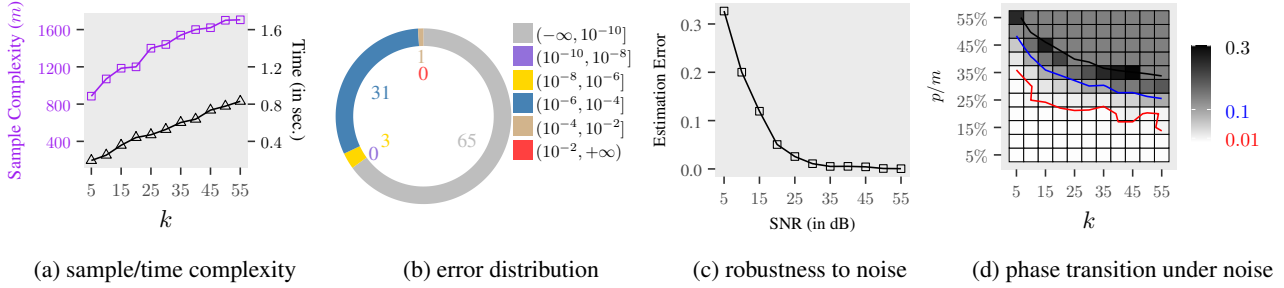 Sample Complexity (m)
1600
1200
800
400
1.6
1.2
0.8
0.4
Time (in sec.)
5 15 25 35 45 55
k
(a) sample/time complexity
1
0
31
3
0
65
(−∞, 10⁻¹⁰]
(10⁻¹⁰, 10⁻⁸]
(10⁻⁸, 10⁻⁶]
(10⁻⁶, 10⁻⁴]
(10⁻⁴, 10⁻²]
(10⁻², +∞)
(b) error distribution
Estimation Error
0.3
0.2
0.1
0.0
5 15 25 35 45 55
SNR (in dB)
(c) robustness to noise
p/m
55%
45%
35%
25%
15%
5%
5 15 25 35 45 55
k
0.3
0.1
0.01
(d) phase transition under noise